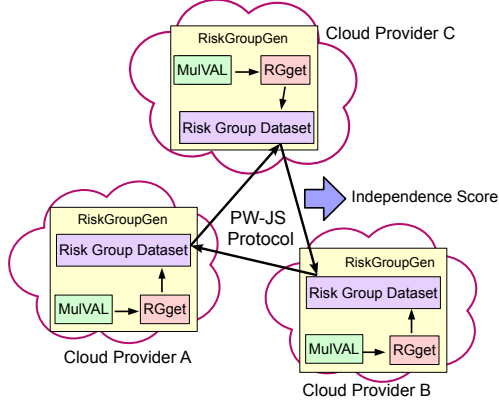 Cloud Provider C
RiskGroupGen
MulVAL
RGget
Risk Group Dataset
Independence Score
PW-JS
Protocol
RiskGroupGen
Risk Group Dataset
MulVAL
RGget
Cloud Provider A
RiskGroupGen
Risk Group Dataset
MulVAL
RGget
Cloud Provider B